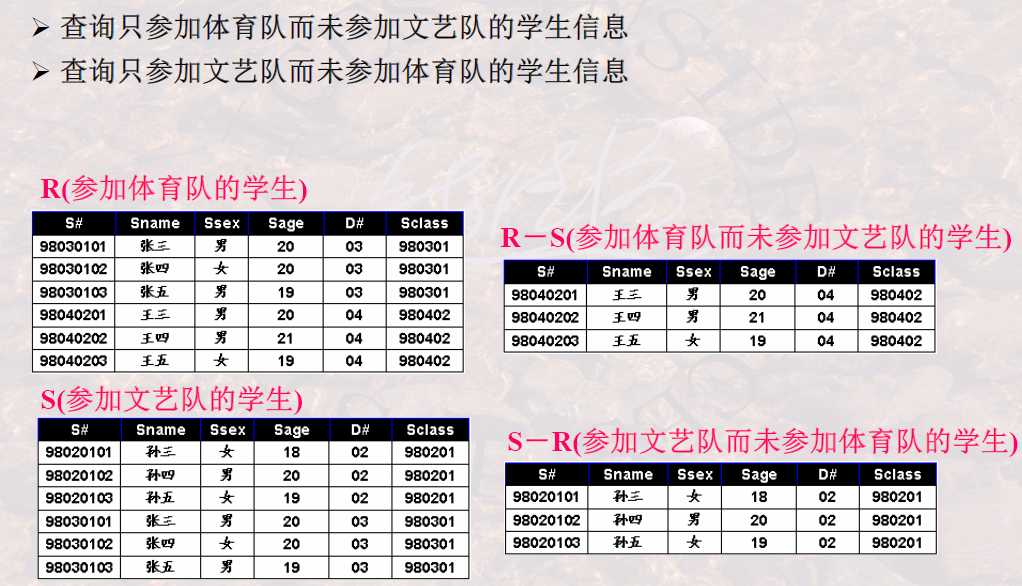 ➢ 查询只参加体育队而未参加文艺队的学生信息
➢ 查询只参加文艺队而未参加体育队的学生信息
R(参加体育队的学生)
S# Sname Ssex Sage D# Sclass
98030101 张三 男 20 03 980301
98030102 张四 女 20 03 980301
98030103 张五 男 19 03 980301
98040201 王三 男 20 04 980402
98040202 王四 男 21 04 980402
98040203 王五 女 19 04 980402
S(参加文艺队的学生)
S# Sname Ssex Sage D# Sclass
98020101 孙三 女 18 02 980201
98020102 孙四 男 20 02 980201
98020103 孙五 女 19 02 980201
98030101 张三 男 20 03 980301
98030102 张四 女 20 03 980301
98030103 张五 男 19 03 980301
R－S(参加体育队而未参加文艺队的学生)
S# Sname Ssex Sage D# Sclass
98040201 王三 男 20 04 980402
98040202 王四 男 21 04 980402
98040203 王五 女 19 04 980402
S－R(参加文艺队而未参加体育队的学生)
S# Sname Ssex Sage D# Sclass
98020101 孙三 女 18 02 980201
98020102 孙四 男 20 02 980201
98020103 孙五 女 19 02 980201